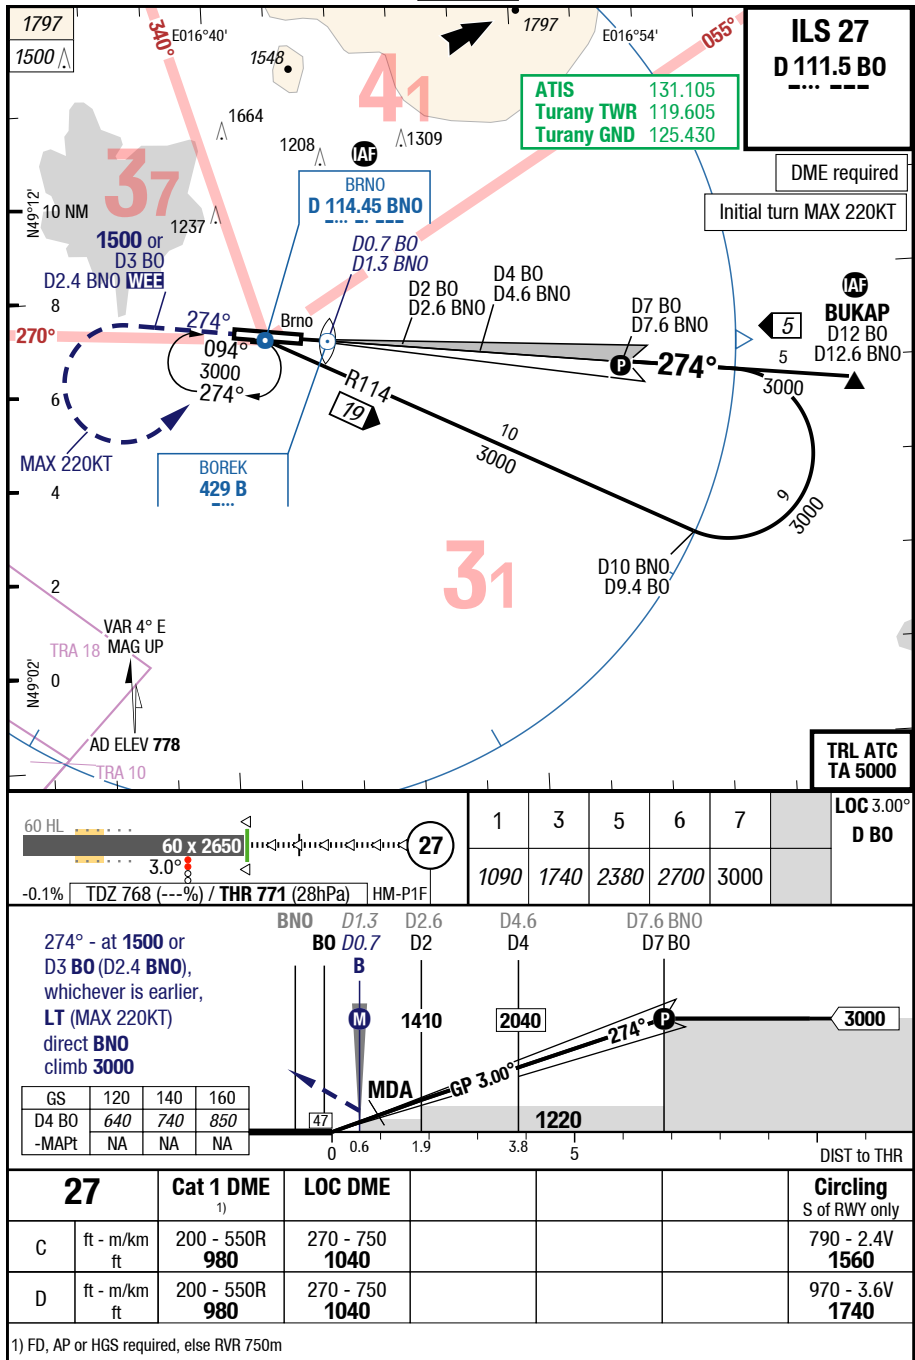 1797
1500
340°
E016°40'
1548
1797
E016°54'
055°
ILS 27
D 111.5 BO
ATIS 131.105
Turany TWR 119.605
Turany GND 125.430
4 1
1664
1208
IAF
1309
DME required
Initial turn MAX 220KT
3 7
BRNO
D 114.45 BNO
N49°12'
10 NM
1237
1500 or
D3 BO
D2.4 BNO WEE
D0.7 BO
D1.3 BNO
D2 BO
D2.6 BNO
D4 BO
D4.6 BNO
D7 BO
D7.6 BNO
IAF
BUKAP
D12 BO
D12.6 BNO
8
270°
274°
Brno
094°
3000
274°
P
274°
5
5
3000
6
R114
19
10
3000
MAX 220KT
BOREK
429 B
4
9
3000
D10 BNO
D9.4 BO
3 1
2
VAR 4° E
MAG UP
TRA 18
N49°02'
0
AD ELEV 778
TRA 10
TRL ATC
TA 5000
60 HL
60 x 2650
27
3.0°
-0.1% TDZ 768 (---%) / THR 771 (28hPa) HM-P1F
1 3 5 6 7 LOC 3.00°
D BO
1090 1740 2380 2700 3000
274° - at 1500 or
D3 BO (D2.4 BNO),
whichever is earlier,
LT (MAX 220KT)
direct BNO
climb 3000
BNO D1.3 D2.6 D4.6 D7.6 BNO
BO D0.7 D2 D4 D7 BO
B
M
1410
2040
274°
P
3000
GP 3.00°
MDA
47
1220
0 0.6 1.9 3.8 5 DIST to THR
GS 120 140 160
D4 BO 640 740 850
-MAPt NA NA NA
27 Cat 1 DME LOC DME Circling
1) S of RWY only
C ft - m/km 200 - 550R 270 - 750 790 - 2.4V
ft 980 1040 1560
D ft - m/km 200 - 550R 270 - 750 970 - 3.6V
ft 980 1040 1740
1) FD, AP or HGS required, else RVR 750m